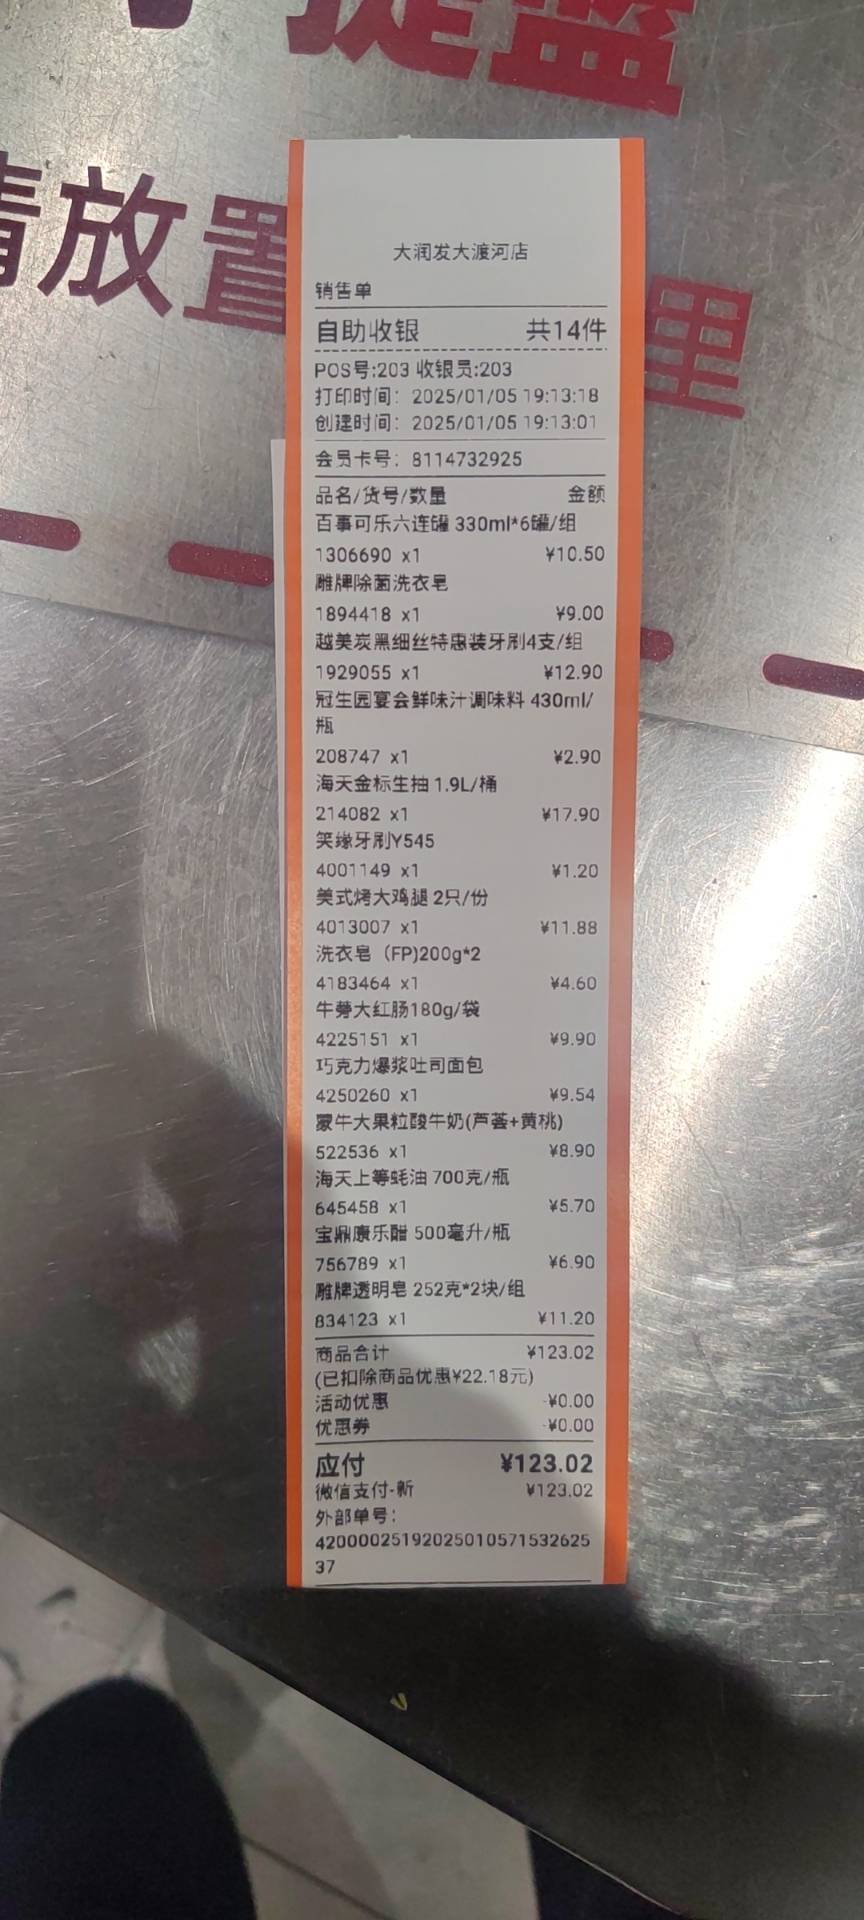 提篮
请放置
里
大润发大渡河店
销售单
自助收银 共14件
POS号:203 收银员:203
打印时间: 2025/01/05 19:13:18
创建时间: 2025/01/05 19:13:01
会员卡号: 8114732925
品名/货号/数量 金额
百事可乐六连罐 330ml*6罐/组
1306690 x1 ¥10.50
雕牌除菌洗衣皂
1894418 x1 ¥9.00
越美炭黑细丝特惠装牙刷4支/组
1929055 x1 ¥12.90
冠生园宴会鲜味汁调味料 430ml/
瓶
208747 x1 ¥2.90
海天金标生抽 1.9L/桶
214082 x1 ¥17.90
笑缘牙刷Y545
4001149 x1 ¥1.20
美式烤大鸡腿 2只/份
4013007 x1 ¥11.88
洗衣皂（FP)200g*2
4183464 x1 ¥4.60
牛蒡大红肠180g/袋
4225151 x1 ¥9.90
巧克力爆浆吐司面包
4250260 x1 ¥9.54
蒙牛大果粒酸牛奶(芦荟+黄桃)
522536 x1 ¥8.90
海天上等蚝油 700克/瓶
645458 x1 ¥5.70
宝鼎康乐醋 500毫升/瓶
756789 x1 ¥6.90
雕牌透明皂 252克*2块/组
834123 x1 ¥11.20
商品合计 ¥123.02
(已扣除商品优惠¥22.18元)
活动优惠 -¥0.00
优惠券 -¥0.00
应付 ¥123.02
微信支付-新 ¥123.02
外部单号:
42000025192025010571532625
37